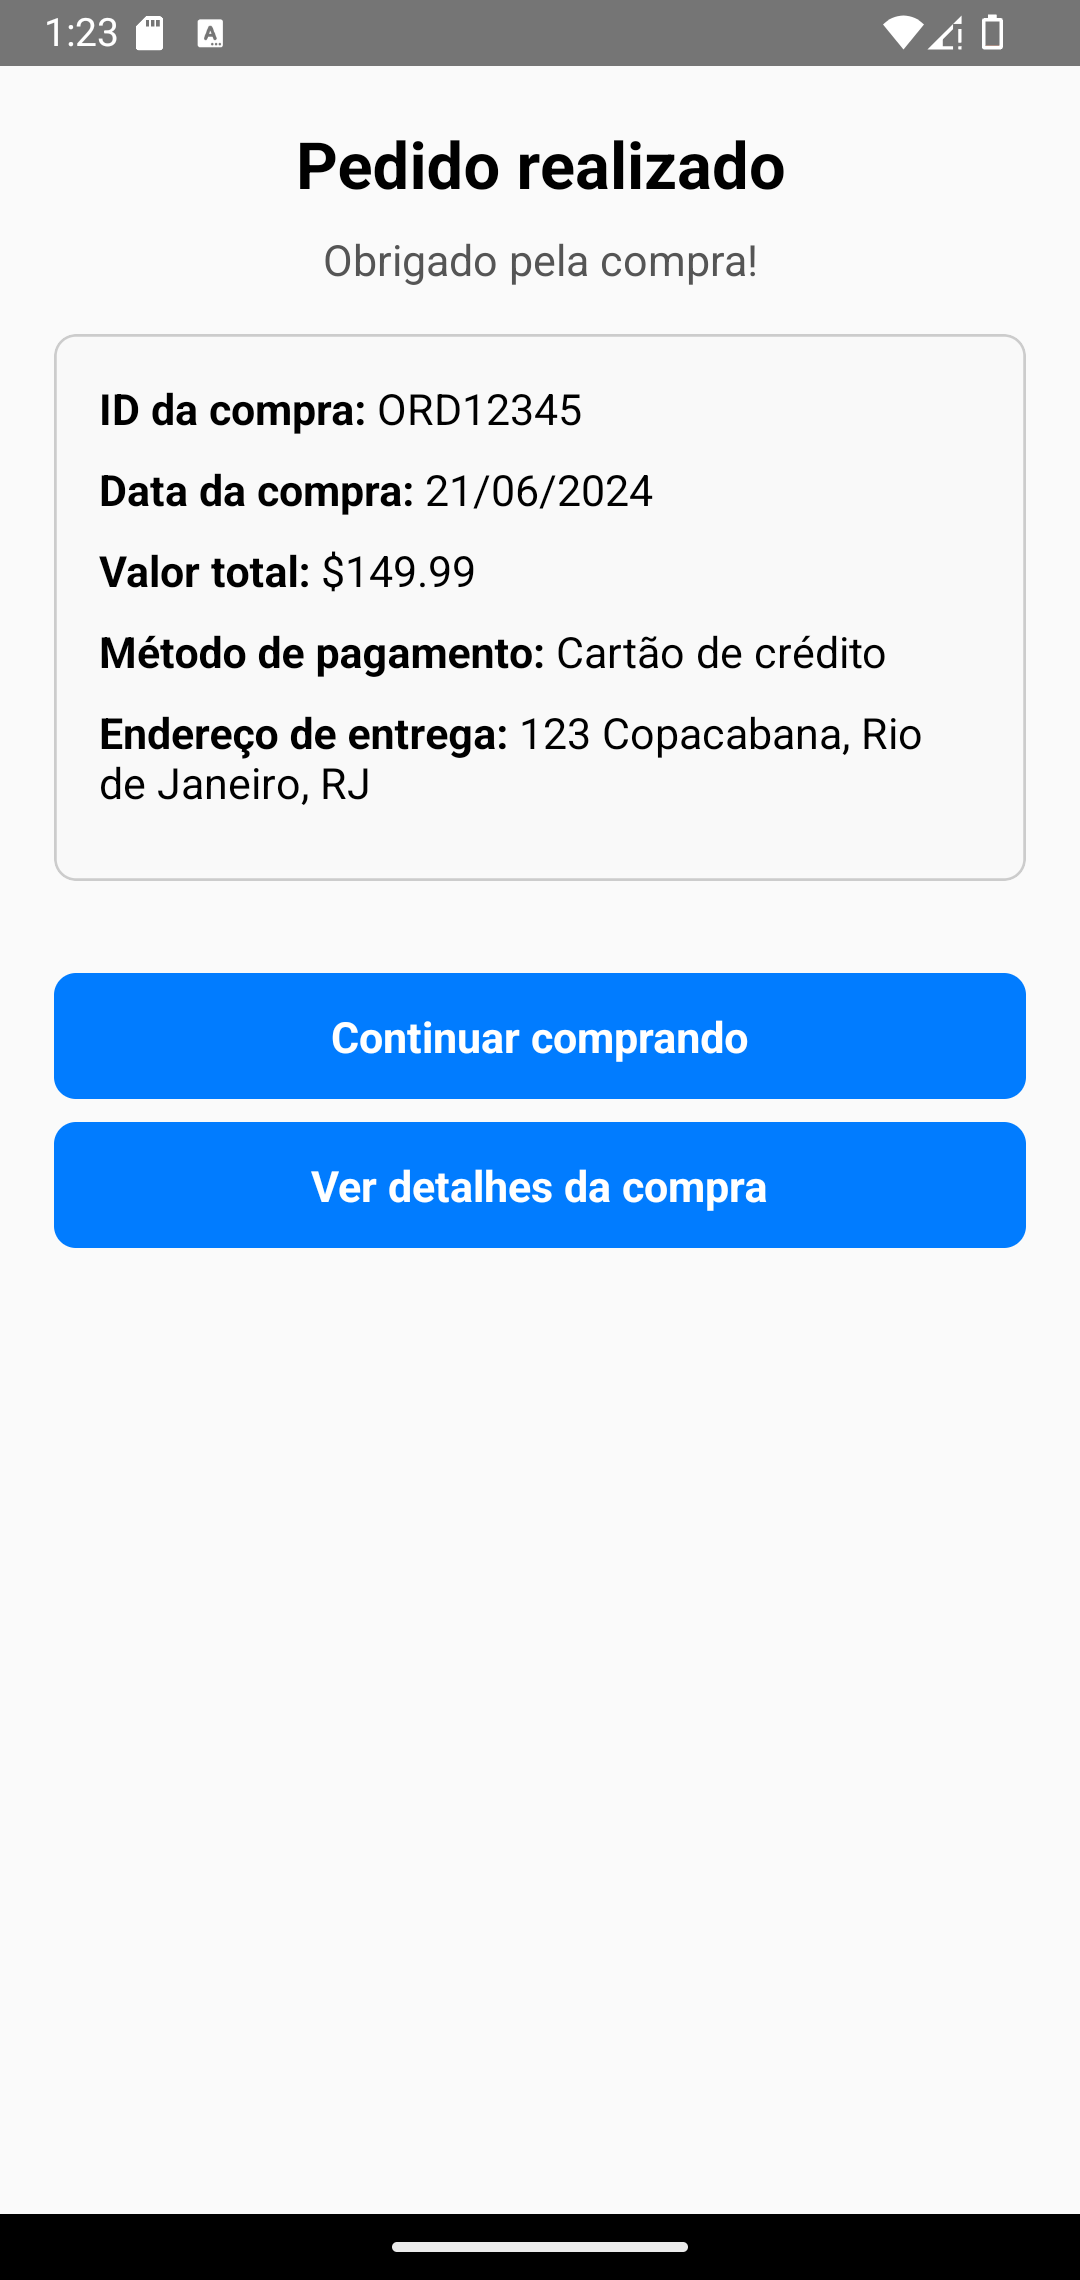 1:23
Pedido realizado
Obrigado pela compra!
ID da compra: ORD12345
Data da compra: 21/06/2024
Valor total: $149.99
Método de pagamento: Cartão de crédito
Endereço de entrega: 123 Copacabana, Rio
de Janeiro, RJ
Continuar comprando
Ver detalhes da compra